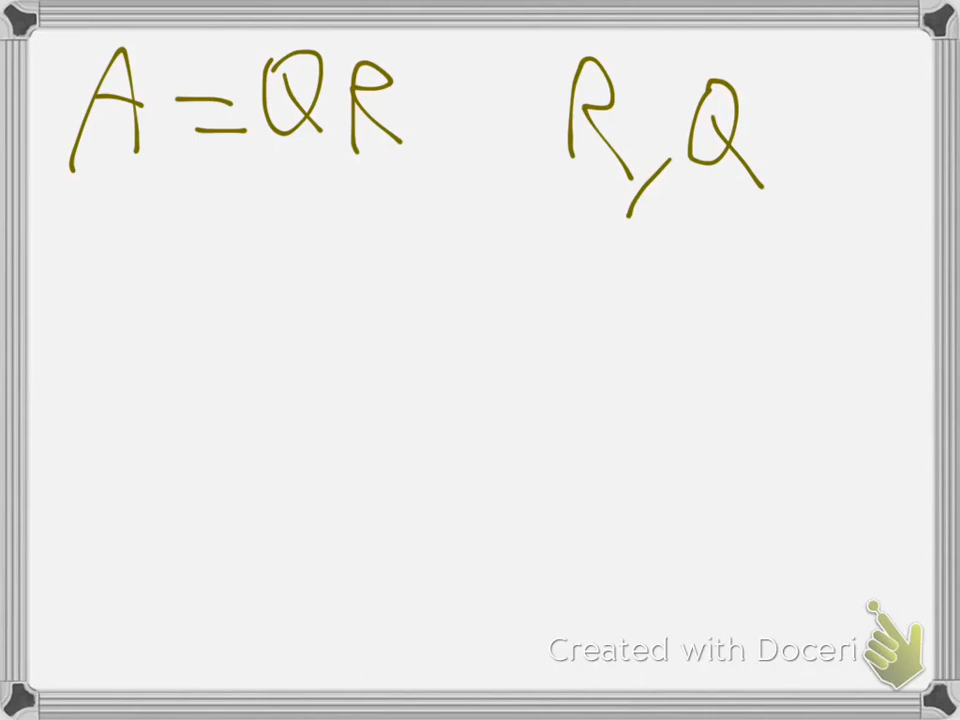 A = QR R, Q
Created with Doceri